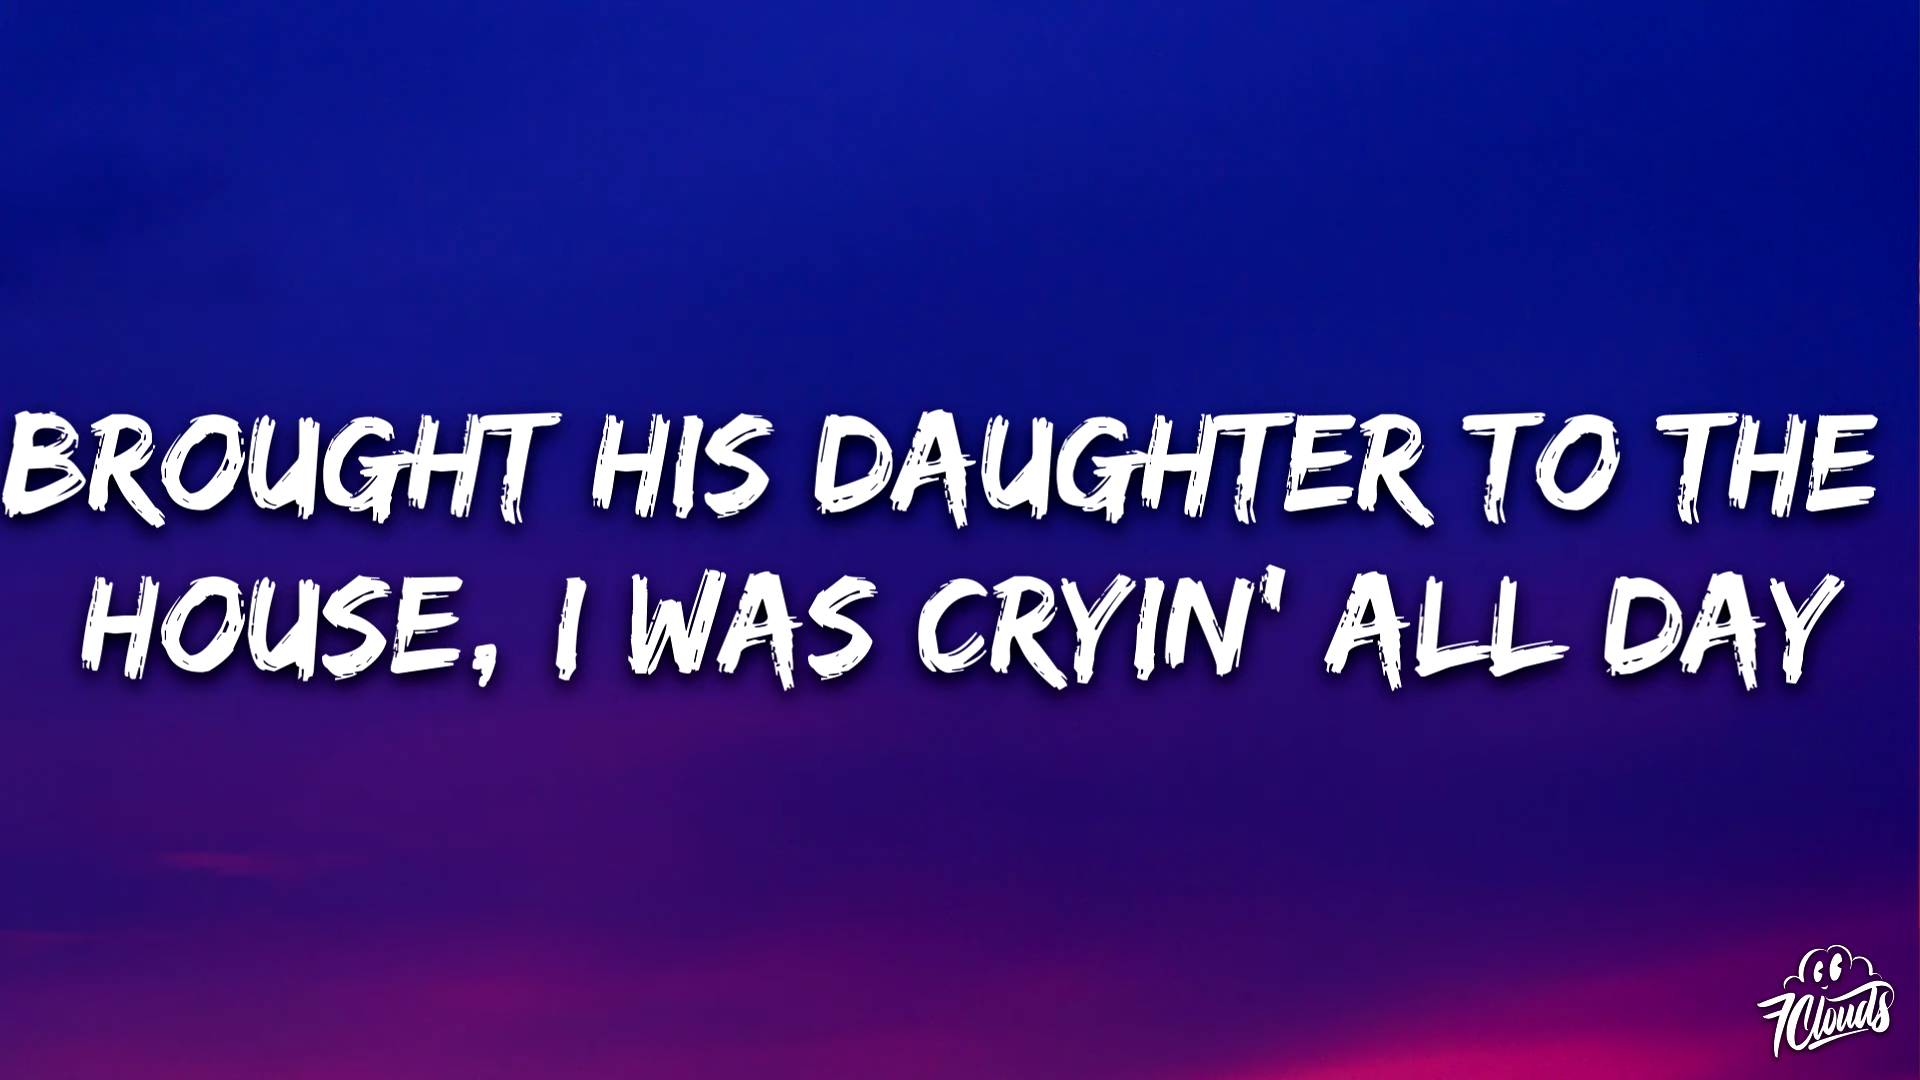 BROUGHT HIS DAUGHTER TO THE
HOUSE, I WAS CRYIN' ALL DAY
7Clouds